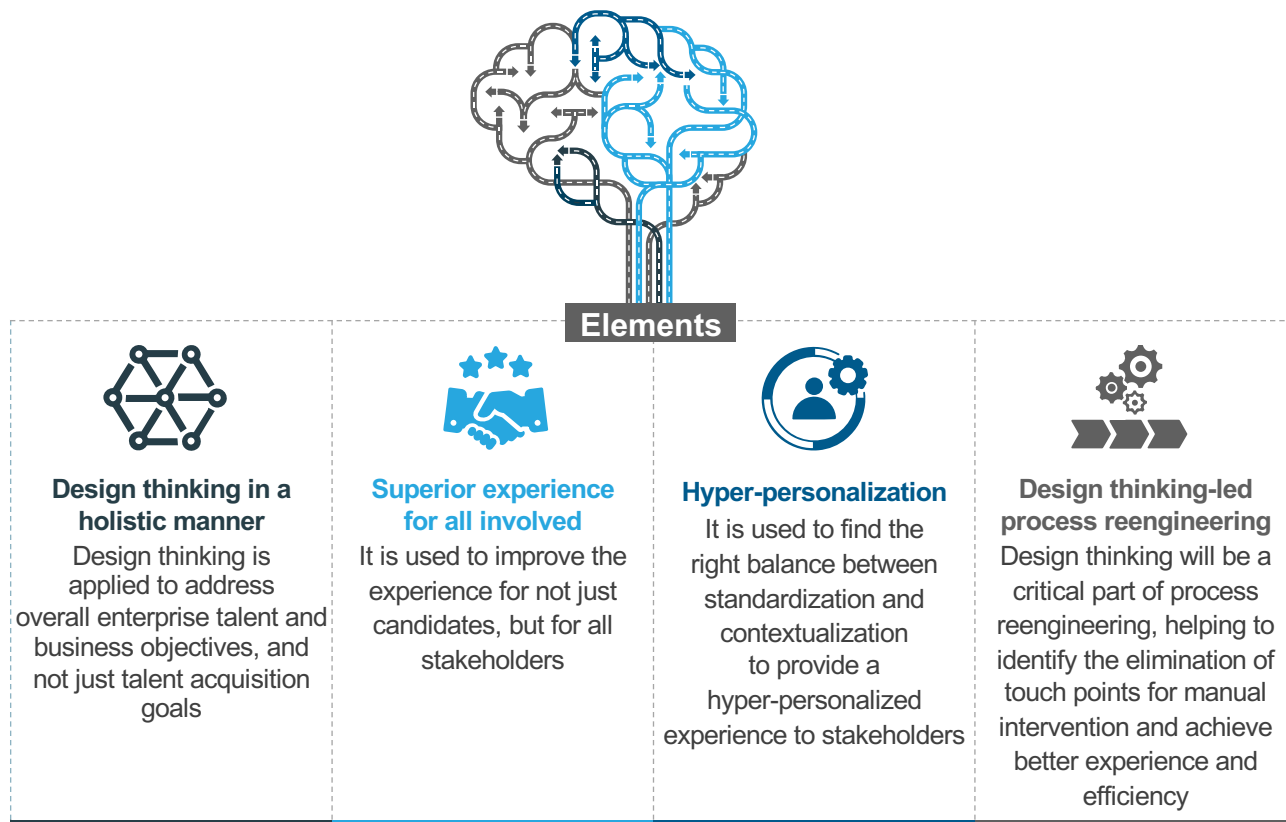 Elements
Design thinking in a
holistic manner
Design thinking is
applied to address
overall enterprise talent and
business objectives, and
not just talent acquisition
goals
Superior experience
for all involved
It is used to improve the
experience for not just
candidates, but for all
stakeholders
Hyper-personalization
It is used to find the
right balance between
standardization and
contextualization
to provide a
hyper-personalized
experience to stakeholders
Design thinking-led
process reengineering
Design thinking will be a
critical part of process
reengineering, helping to
identify the elimination of
touch points for manual
intervention and achieve
better experience and
efficiency